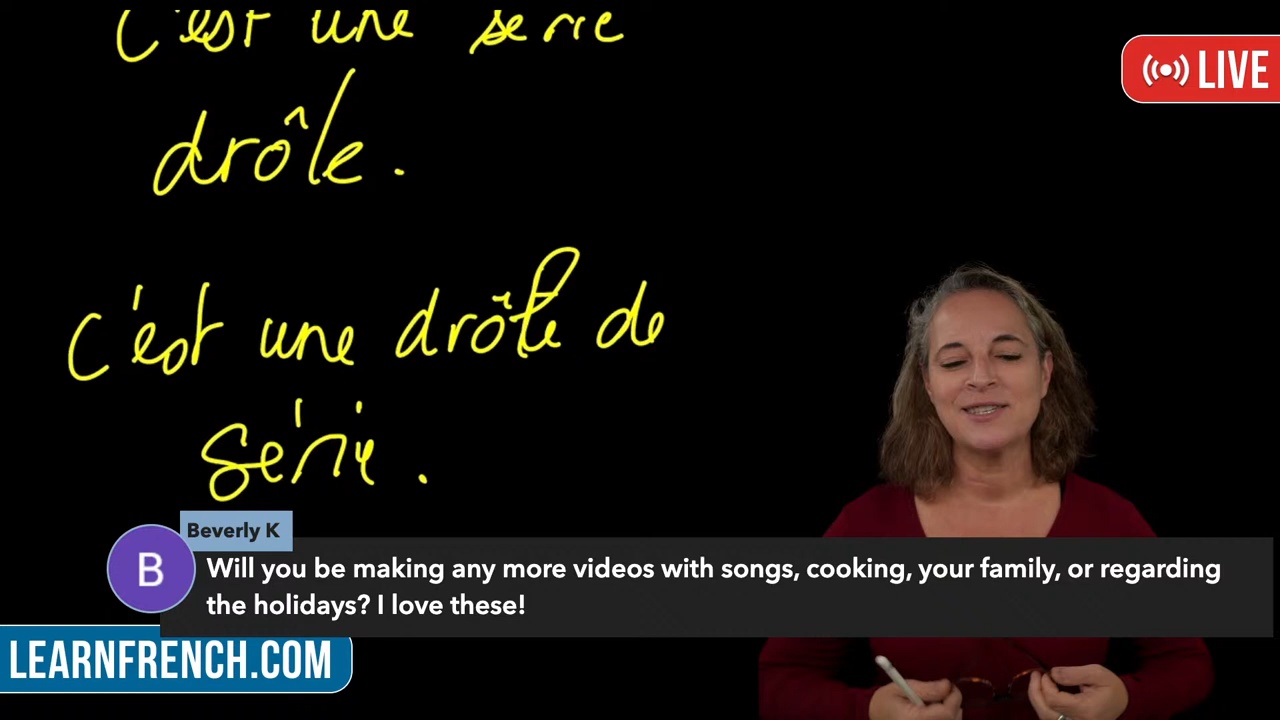 c'est une série
drôle.
c'est une drôle de
série.
LIVE
Beverly K
B
Will you be making any more videos with songs, cooking, your family, or regarding
the holidays? I love these!
LEARNFRENCH.COM